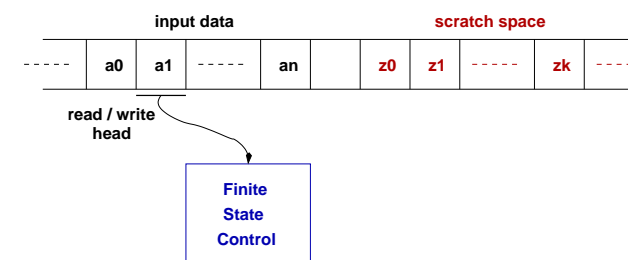 input data scratch space
a0 a1 an z0 z1 zk
read / write
head
Finite
State
Control